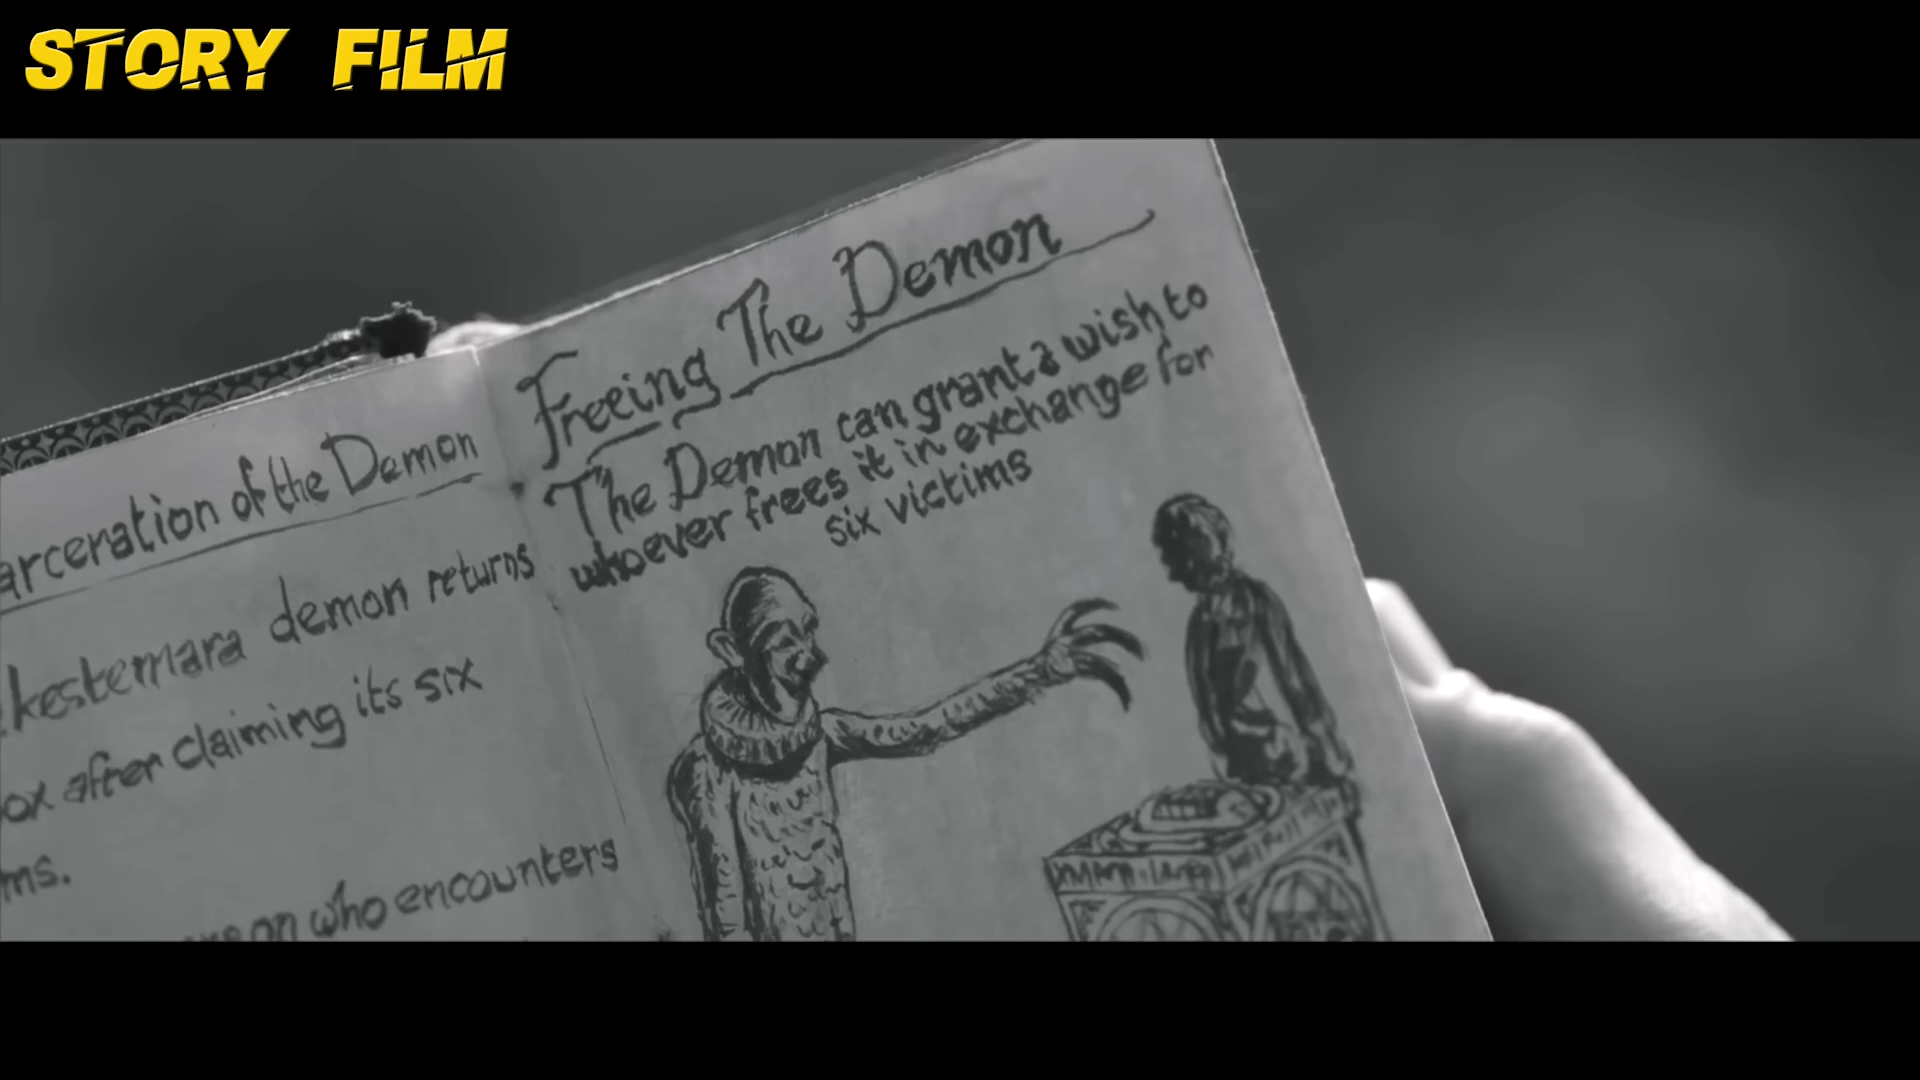 STORY FILM
arceration of the Demon
kestemara demon returns
ox after claiming its six
ms.
on who encounters
Freeing The Demon
The Demon can grant a wish to
whoever frees it in exchange for
six victims